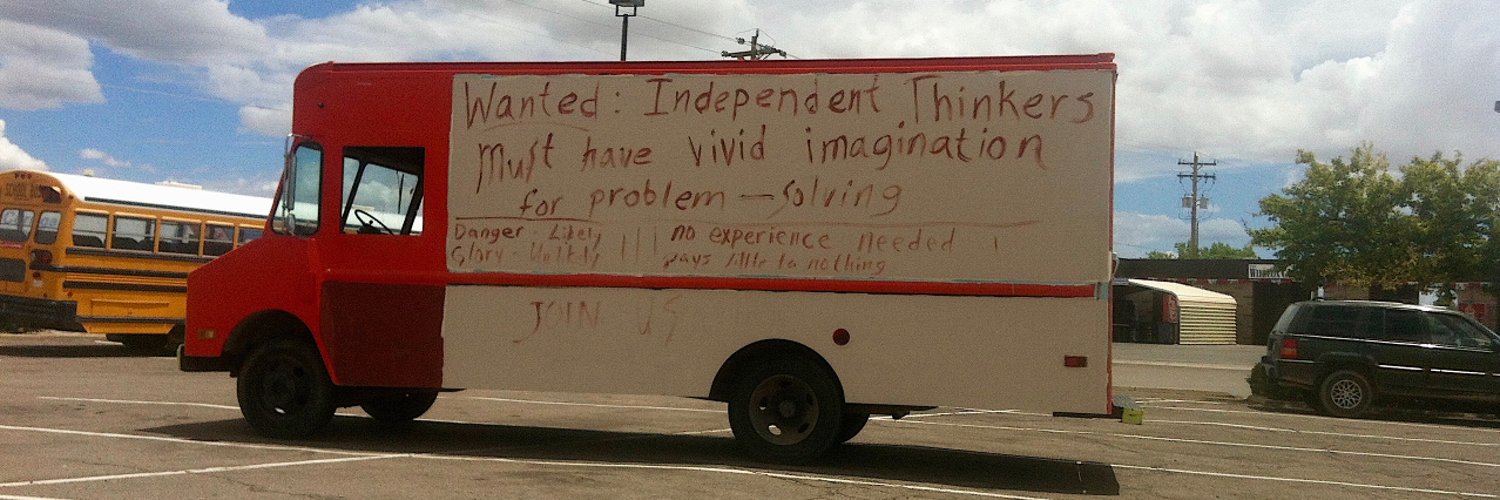 SCHOOL BUS
Wanted: Independent Thinkers
Must have vivid imagination
for problem-solving
Danger - Likely
Glory - Unlikely
no experience needed
pays little to nothing
JOIN US